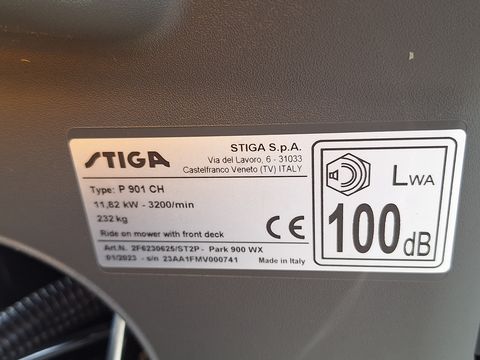 STIGA
STIGA S.p.A.
Via del Lavoro, 6 - 31033
Castelfranco Veneto (TV) ITALY
Type: P 901 CH
11,82 kW - 3200/min
232 kg
CE
Ride on mower with front deck
Art.N. 2F6230625/ST2P - Park 900 WX
01/2023 - s/n 23AA1FMV000741
Made in Italy
LWA
100 dB